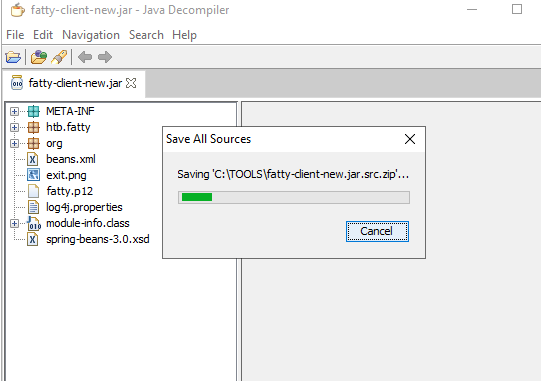 fatty-client-new.jar - Java Decompiler
File Edit Navigation Search Help
fatty-client-new.jar
META-INF
htb.fatty
org
beans.xml
exit.png
fatty.p12
log4j.properties
module-info.class
spring-beans-3.0.xsd
Save All Sources
Saving 'C:\TOOLS\fatty-client-new.jar.src.zip'...
Cancel